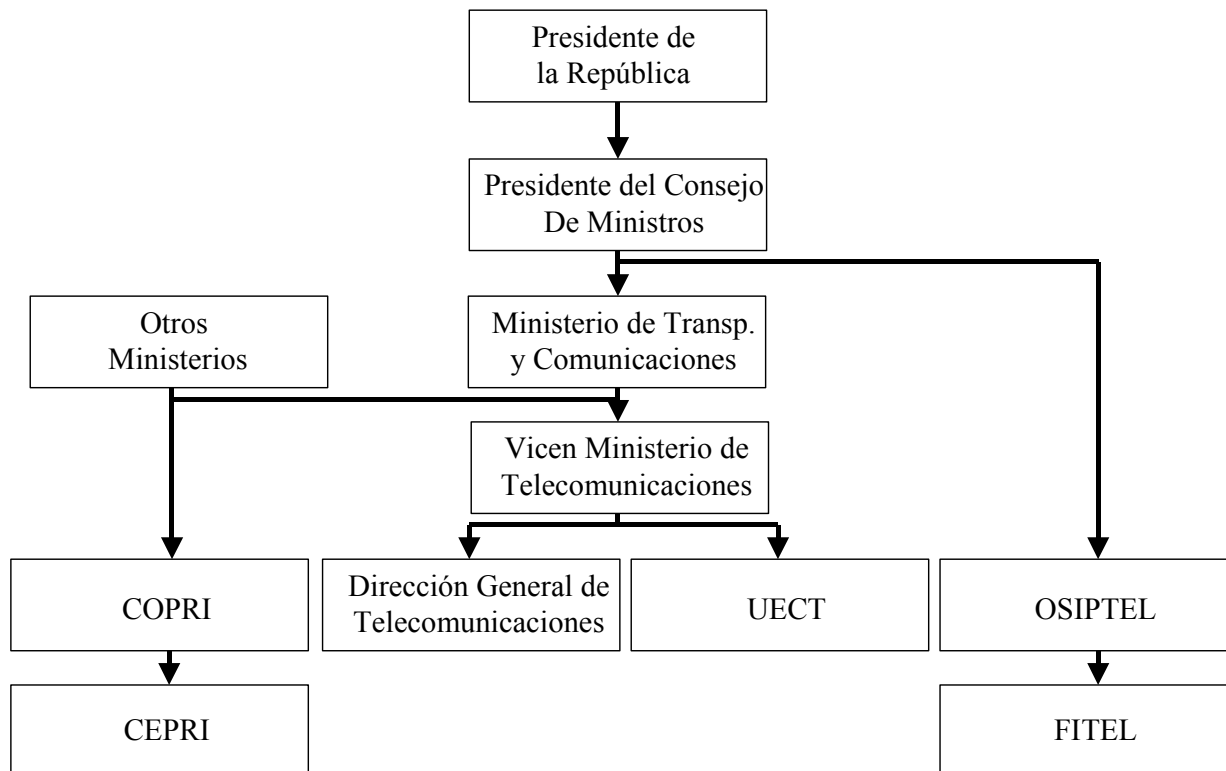 Presidente de
la República
Presidente del Consejo
De Ministros
Otros
Ministerios
Ministerio de Transp.
y Comunicaciones
Vicen Ministerio de
Telecomunicaciones
COPRI
Dirección General de
Telecomunicaciones
UECT
OSIPTEL
CEPRI
FITEL